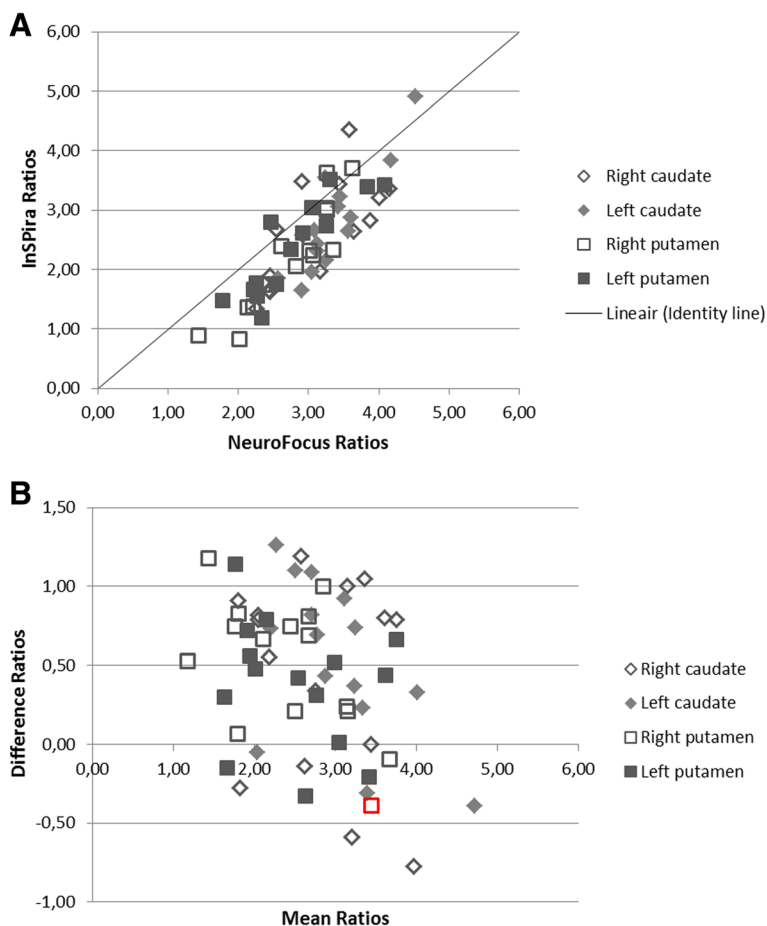 A
6,00
5,00
4,00
3,00
2,00
1,00
0,00
InSPira Ratios
0,00 1,00 2,00 3,00 4,00 5,00 6,00
NeuroFocus Ratios
Right caudate
Left caudate
Right putamen
Left putamen
Lineair (Identity line)
B
1,50
1,00
0,50
0,00
-0,50
-1,00
Difference Ratios
0,00 1,00 2,00 3,00 4,00 5,00 6,00
Mean Ratios
Right caudate
Left caudate
Right putamen
Left putamen